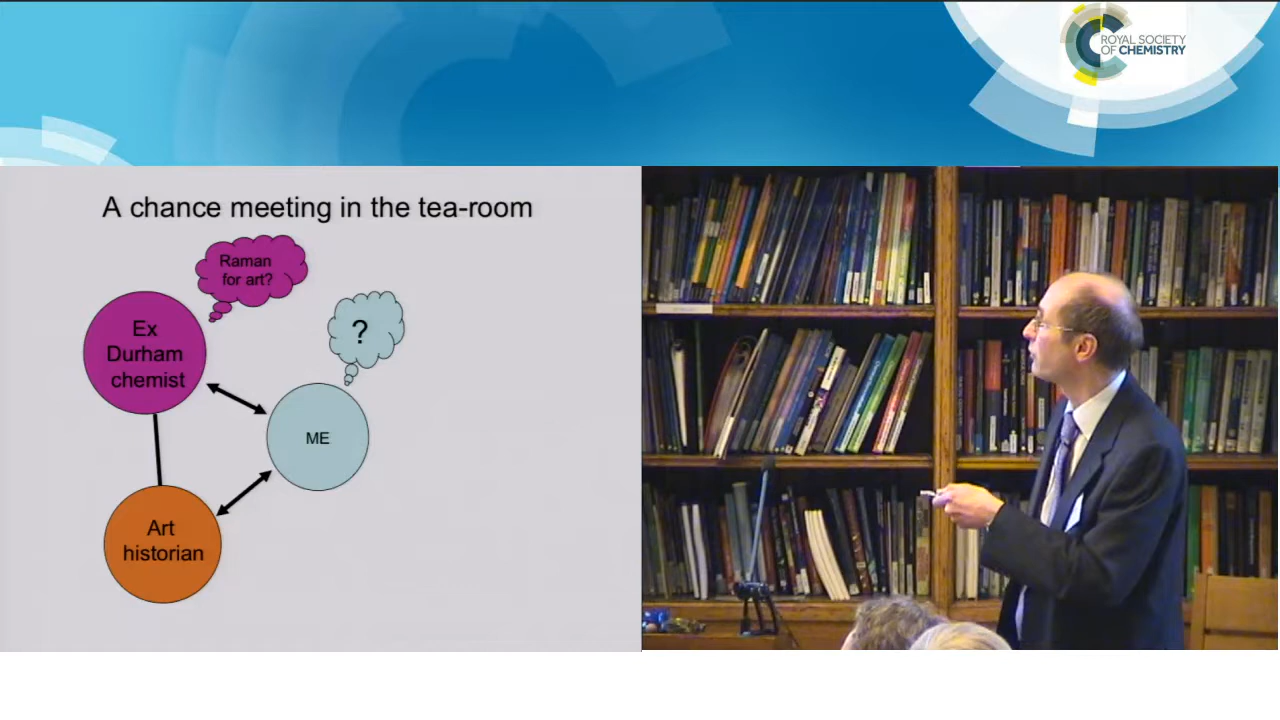 ROYAL SOCIETY
OF CHEMISTRY
A chance meeting in the tea-room
Raman
for art?
?
Ex
Durham
chemist
ME
Art
historian